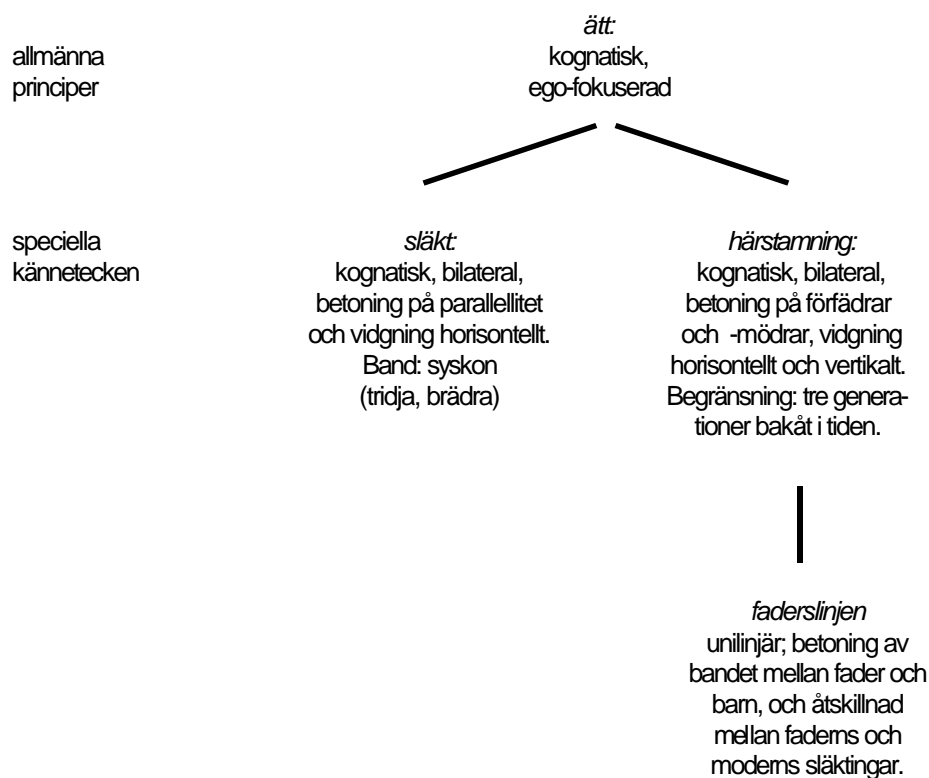 ätt:
allmänna
kognatisk,
principer
ego-fokuserad
speciella
kännetecken
släkt:
kognatisk, bilateral,
betoning på parallellitet
och vidgning horisontellt.
Band: syskon
(tridja, brädra)
härstamning:
kognatisk, bilateral,
betoning på förfädrar
och -mödrar, vidgning
horisontellt och vertikalt.
Begränsning: tre genera-
tioner bakåt i tiden.
faderslinjen
unilinjär; betoning av
bandet mellan fader och
barn, och åtskillnad
mellan faderns och
moderns släktingar.